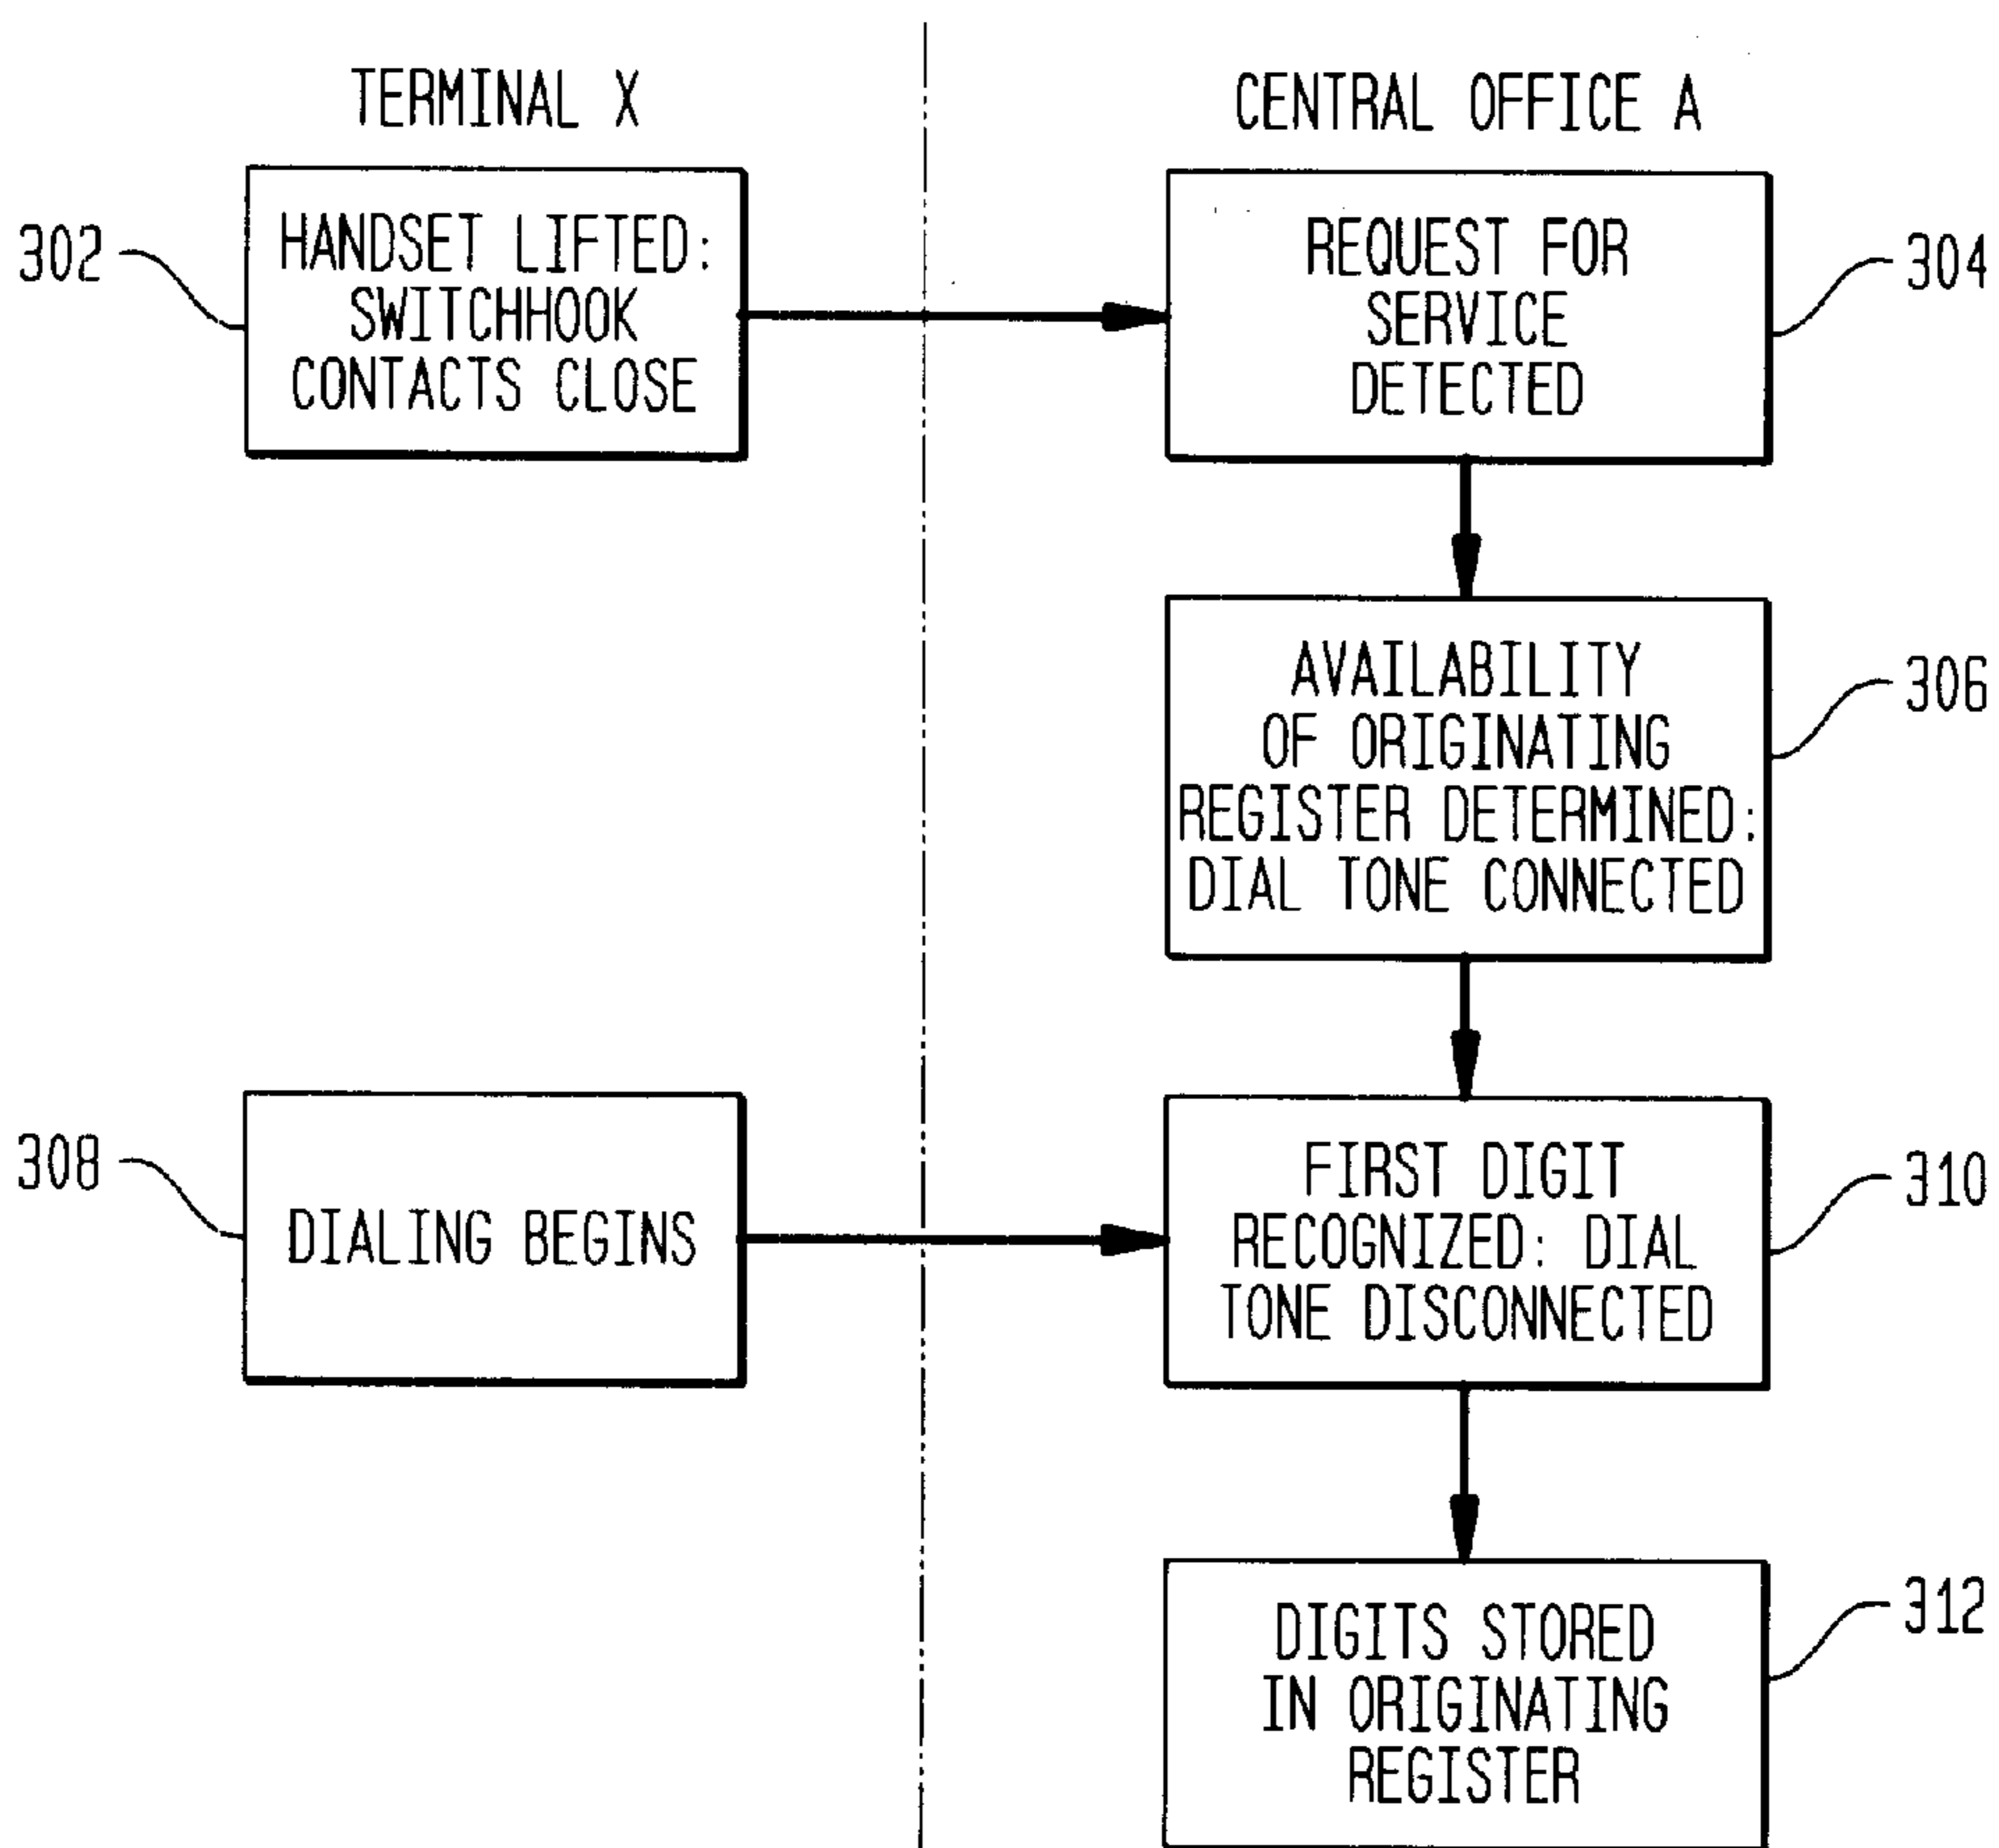 TERMINAL X
CENTRAL OFFICE A
302
HANDSET LIFTED:
SWITCHHOOK
CONTACTS CLOSE
REQUEST FOR
SERVICE
DETECTED
304
AVAILABILITY
OF ORIGINATING
REGISTER DETERMINED:
DIAL TONE CONNECTED
306
308
DIALING BEGINS
FIRST DIGIT
RECOGNIZED: DIAL
TONE DISCONNECTED
310
DIGITS STORED
IN ORIGINATING
REGISTER
312